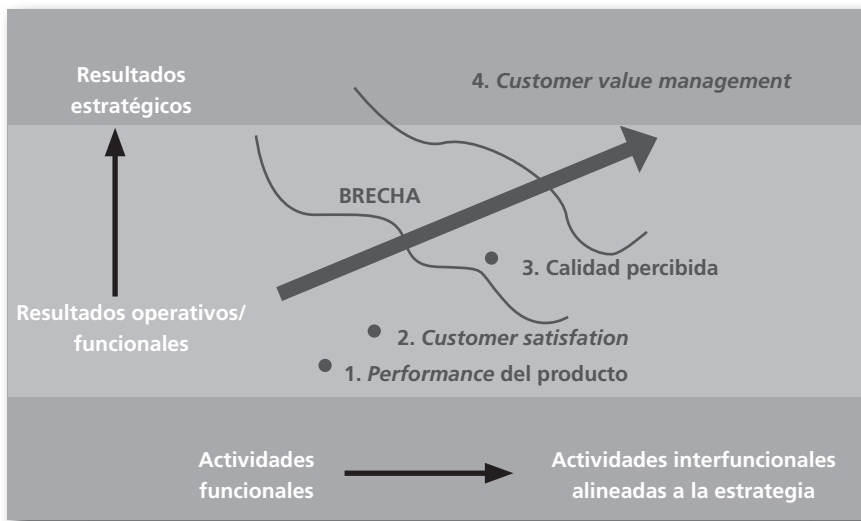 Resultados
estratégicos
4. Customer value management
BRECHA
3. Calidad percibida
Resultados operativos/
funcionales
2. Customer satisfation
1. Performance del producto
Actividades
funcionales
Actividades interfuncionales
alineadas a la estrategia